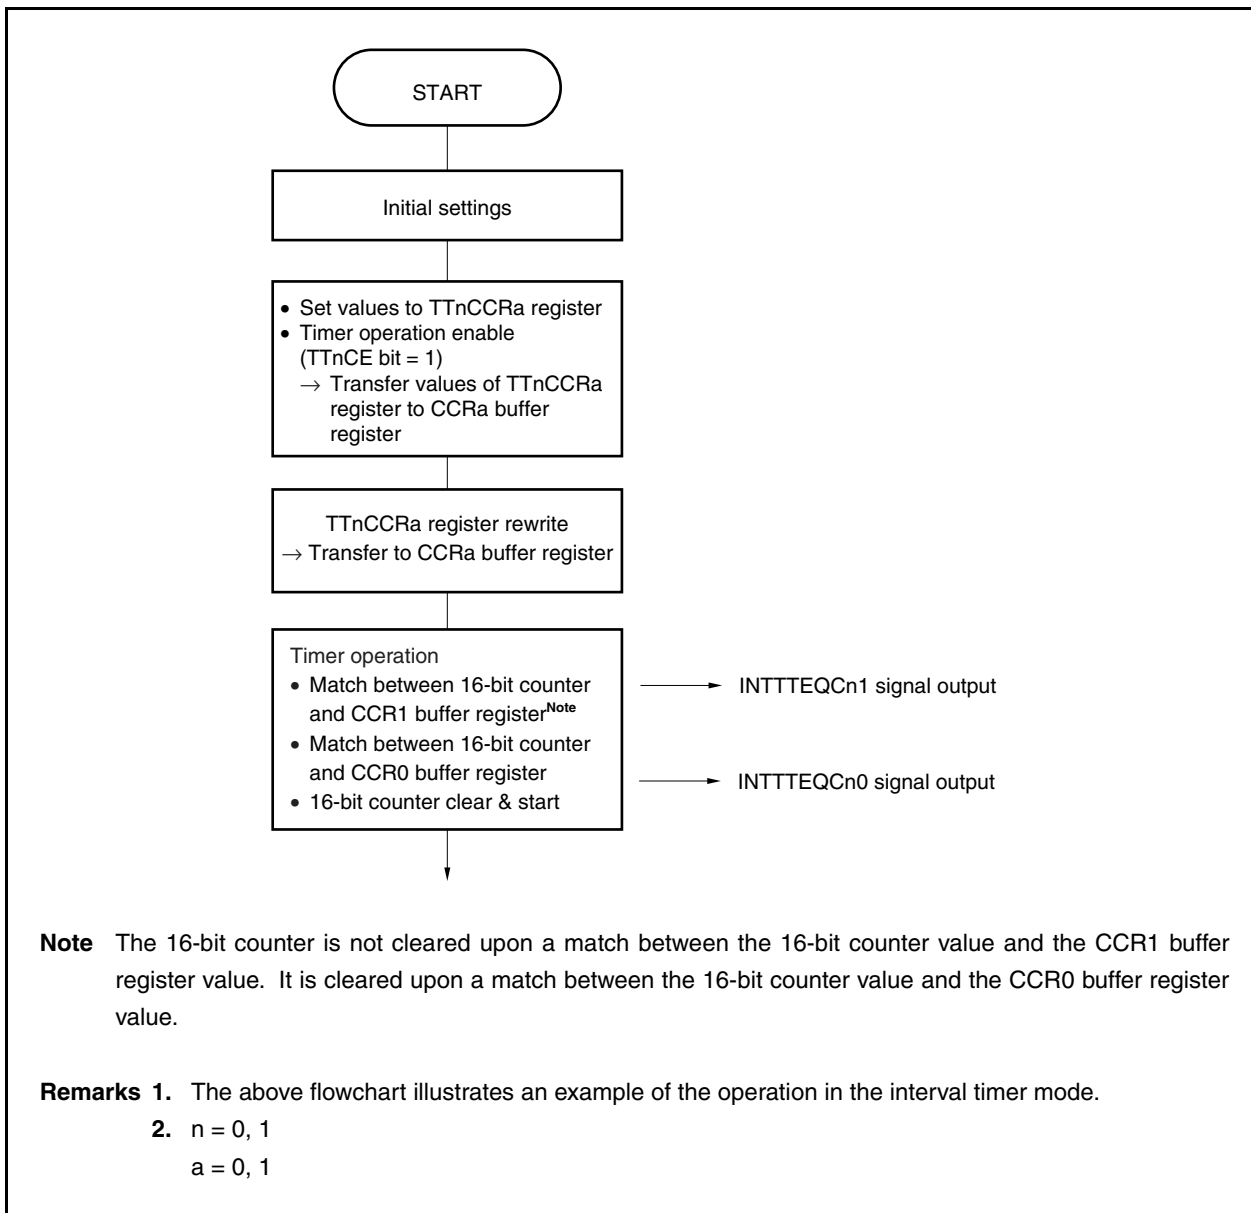 START
Initial settings
• Set values to TTnCCRa register
• Timer operation enable
(TTnCE bit = 1)
→ Transfer values of TTnCCRa
register to CCRa buffer
register
TTnCCRa register rewrite
→ Transfer to CCRa buffer register
Timer operation
• Match between 16-bit counter
and CCR1 buffer registerNote
• Match between 16-bit counter
and CCR0 buffer register
• 16-bit counter clear & start
INTTTEQCn1 signal output
INTTTEQCn0 signal output
Note The 16-bit counter is not cleared upon a match between the 16-bit counter value and the CCR1 buffer
register value. It is cleared upon a match between the 16-bit counter value and the CCR0 buffer register
value.
Remarks 1. The above flowchart illustrates an example of the operation in the interval timer mode.
2. n = 0, 1
a = 0, 1